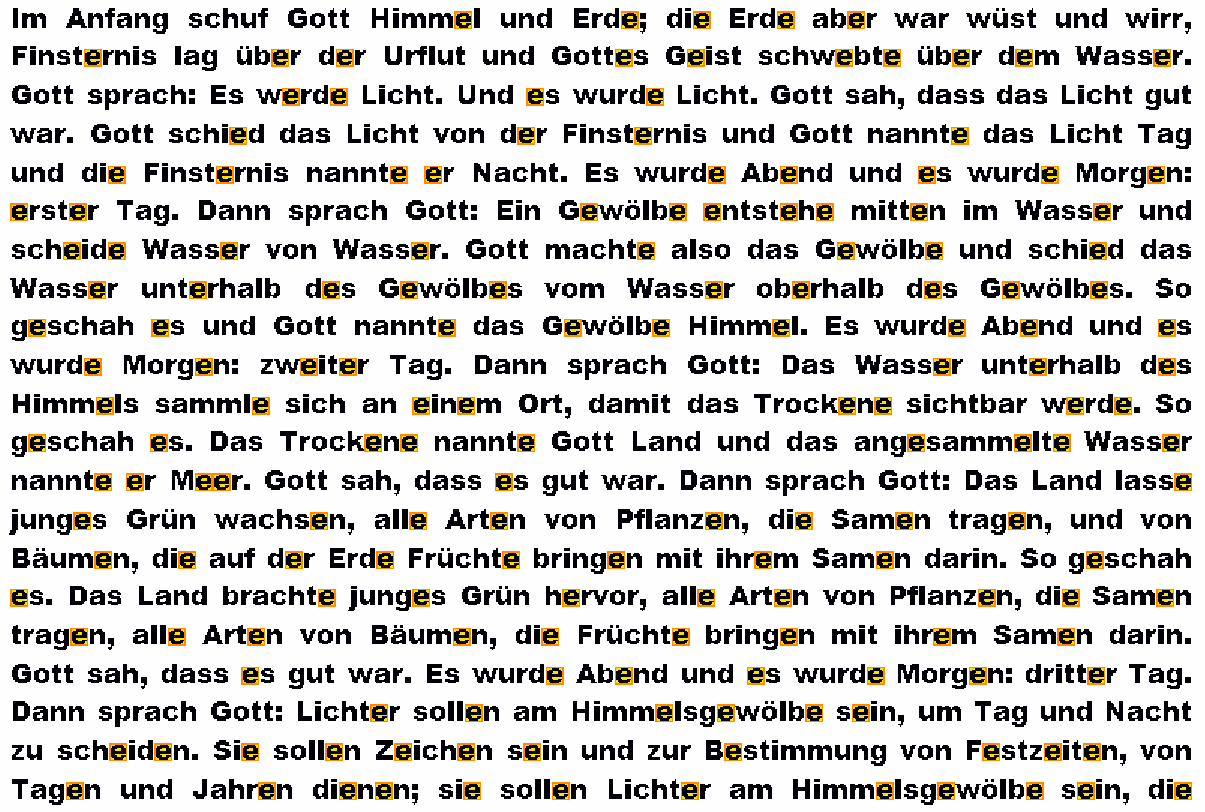 Im Anfang schuf Gott Himmel und Erde; die Erde aber war wüst und wirr,
Finsternis lag über der Urflut und Gottes Geist schwebte über dem Wasser.
Gott sprach: Es werde Licht. Und es wurde Licht. Gott sah, dass das Licht gut
war. Gott schied das Licht von der Finsternis und Gott nannte das Licht Tag
und die Finsternis nannte er Nacht. Es wurde Abend und es wurde Morgen:
erster Tag. Dann sprach Gott: Ein Gewölbe entstehe mitten im Wasser und
scheide Wasser von Wasser. Gott machte also das Gewölbe und schied das
Wasser unterhalb des Gewölbes vom Wasser oberhalb des Gewölbes. So
geschah es und Gott nannte das Gewölbe Himmel. Es wurde Abend und es
wurde Morgen: zweiter Tag. Dann sprach Gott: Das Wasser unterhalb des
Himmels sammle sich an einem Ort, damit das Trockene sichtbar werde. So
geschah es. Das Trockene nannte Gott Land und das angesammelte Wasser
nannte er Meer. Gott sah, dass es gut war. Dann sprach Gott: Das Land lasse
junges Grün wachsen, alle Arten von Pflanzen, die Samen tragen, und von
Bäumen, die auf der Erde Früchte bringen mit ihrem Samen darin. So geschah
es. Das Land brachte junges Grün hervor, alle Arten von Pflanzen, die Samen
tragen, alle Arten von Bäumen, die Früchte bringen mit ihrem Samen darin.
Gott sah, dass es gut war. Es wurde Abend und es wurde Morgen: dritter Tag.
Dann sprach Gott: Lichter sollen am Himmelsgewölbe sein, um Tag und Nacht
zu scheiden. Sie sollen Zeichen sein und zur Bestimmung von Festzeiten, von
Tagen und Jahren dienen; sie sollen Lichter am Himmelsgewölbe sein, die